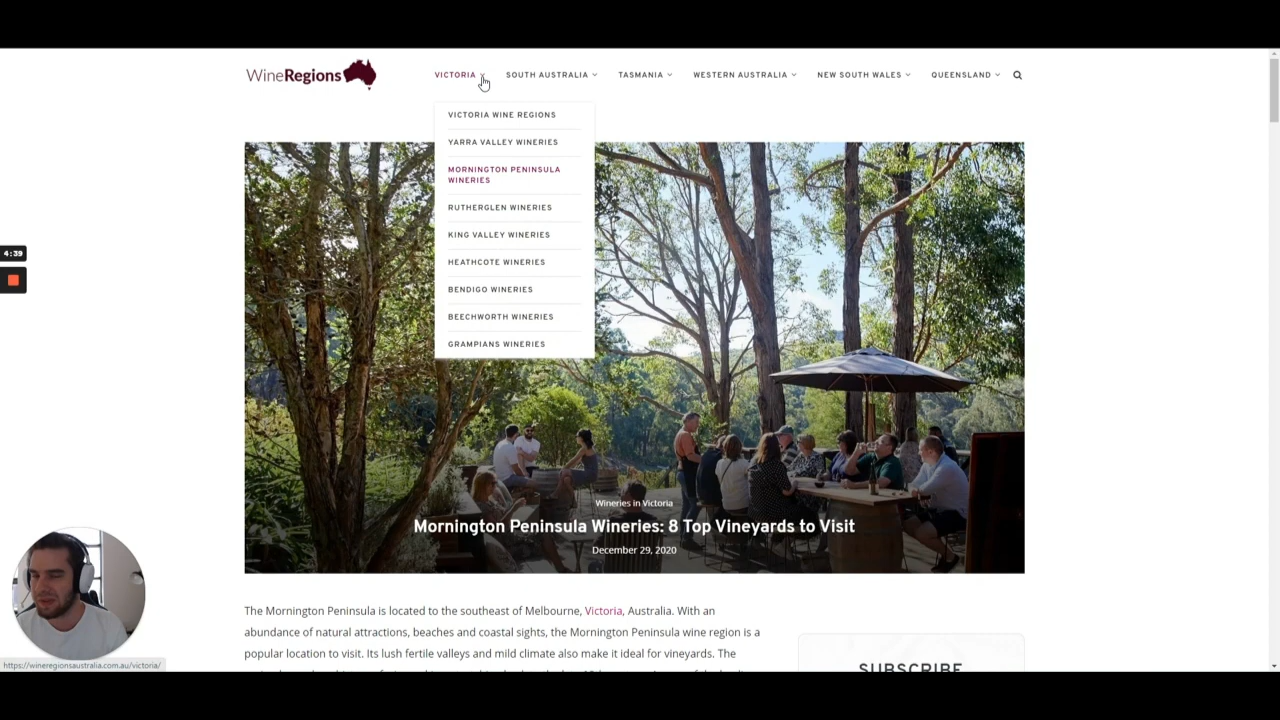 WineRegions
VICTORIA
SOUTH AUSTRALIA
TASMANIA
WESTERN AUSTRALIA
NEW SOUTH WALES
QUEENSLAND
VICTORIA WINE REGIONS
YARRA VALLEY WINERIES
MORNINGTON PENINSULA
WINERIES
RUTHERGLEN WINERIES
KING VALLEY WINERIES
HEATHCOTE WINERIES
BENDIGO WINERIES
BEECHWORTH WINERIES
GRAMPIANS WINERIES
4:39
Wineries in Victoria
Mornington Peninsula Wineries: 8 Top Vineyards to Visit
December 29, 2020
The Mornington Peninsula is located to the southeast of Melbourne, Victoria, Australia. With an
abundance of natural attractions, beaches and coastal sights, the Mornington Peninsula wine region is a
popular location to visit. Its lush fertile valleys and mild climate also make it ideal for vineyards. The
SUBSCRIBE
https://wineregionsaustralia.com.au/victoria/